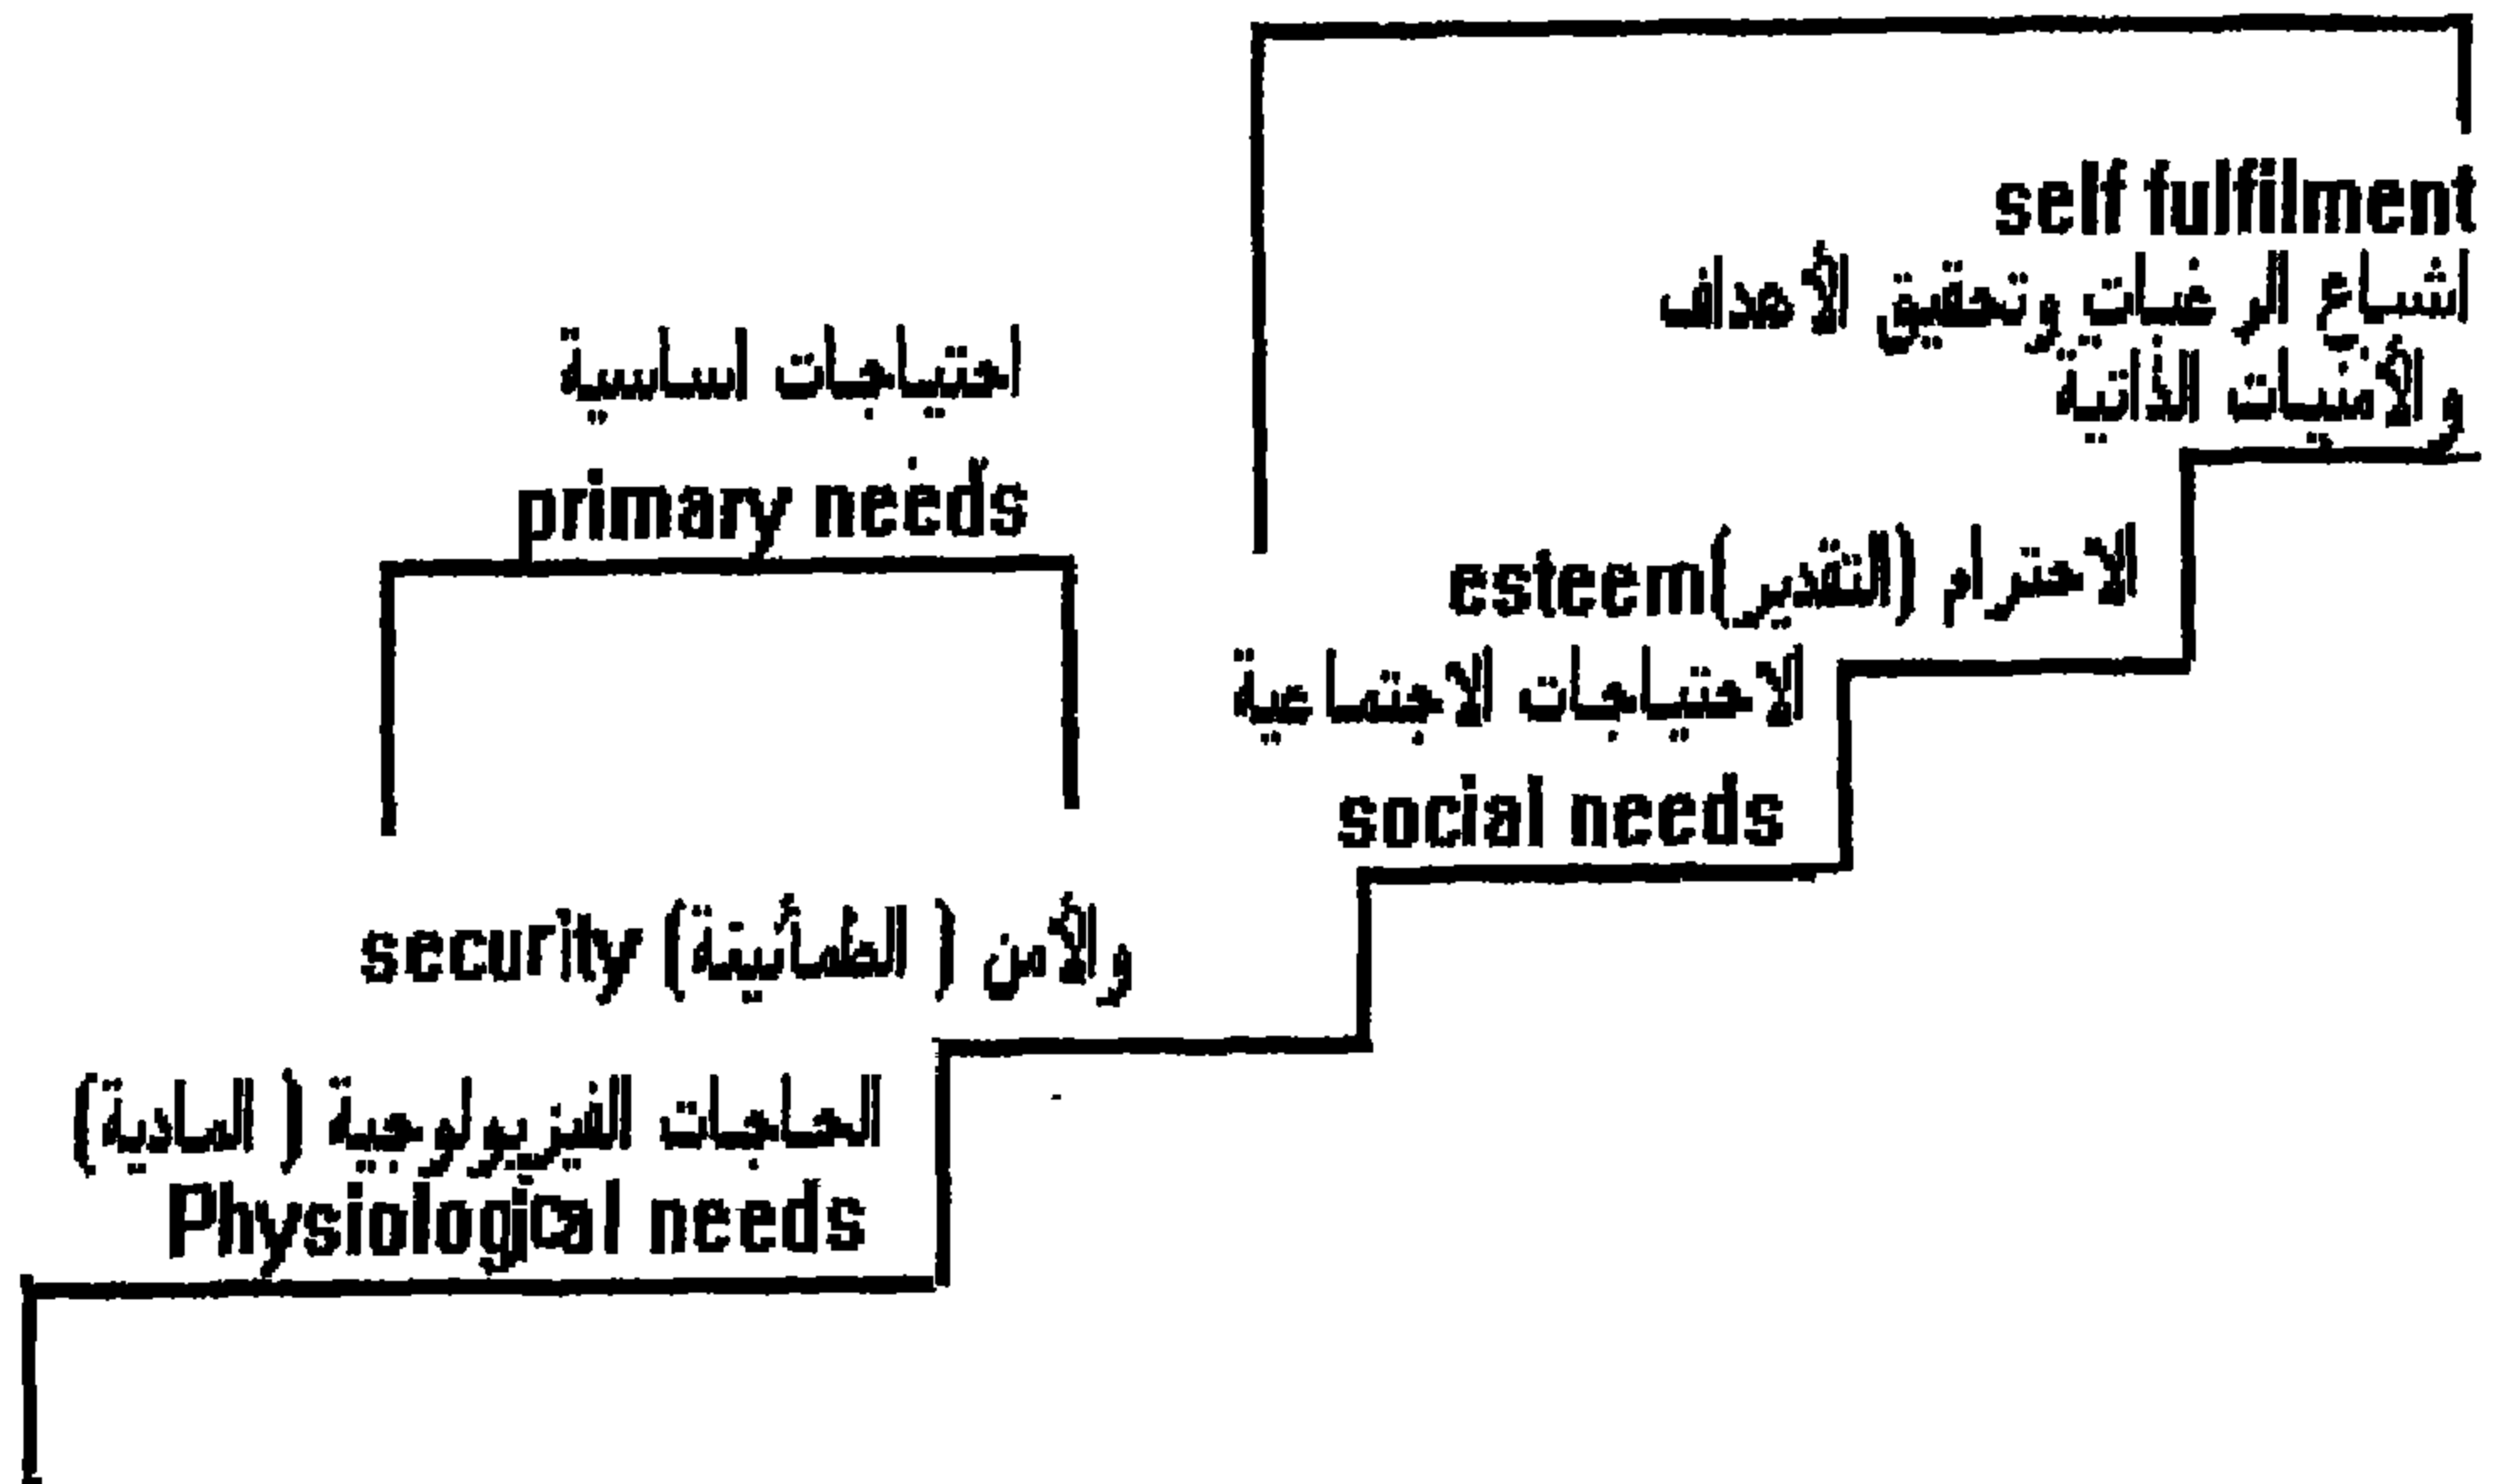 self fulfilment
اشباع الرغبات وتحقيق الأهداف
والأمنيات الذاتية
احتياجات اساسية
primary needs
الاحترام (التقدير) esteem
الاحتياجات الاجتماعية
social needs
والأمن (الطمأنينة) security
الحاجات الفيزيولوجية (المادية)
Physiological needs